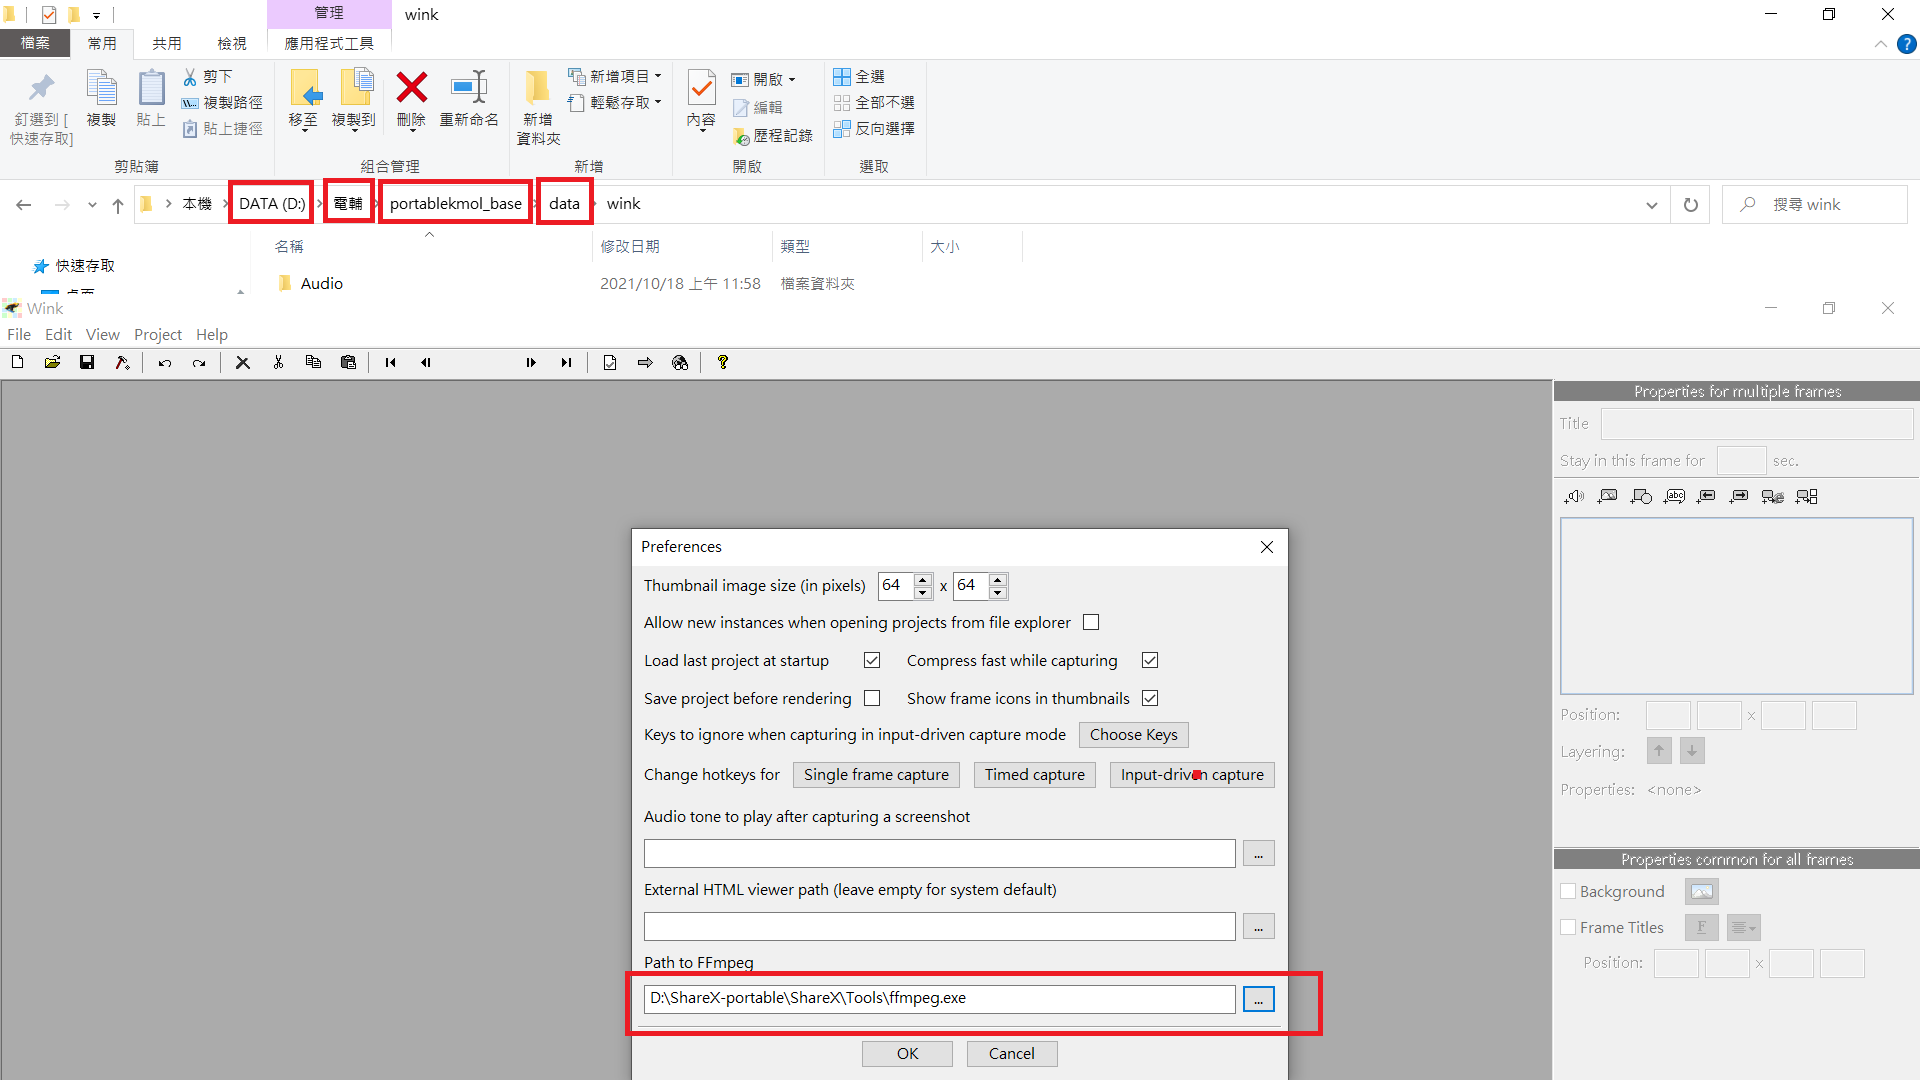 管理
wink
檔案
常用
共用
檢視
應用程式工具
釘選到 [
快速存取]
複製
貼上
剪下
複製路徑
貼上捷徑
剪貼簿
移至
複製到
刪除
重新命名
組合管理
新增
資料夾
新增項目
輕鬆存取
新增
內容
開啟
編輯
歷程記錄
開啟
全選
全部不選
反向選擇
選取
本機 > DATA (D:) > 電輔 portablekmol_base data wink
搜尋 wink
名稱
修改日期
類型
大小
快速存取
Audio
2021/10/18 上午 11:58
檔案資料夾
Wink
File Edit View Project Help
Properties for multiple frames
Title
Stay in this frame for sec.
Position: x
Layering:
Properties: <none>
Properties common for all frames
Background
Frame Titles
Position: x
Preferences
Thumbnail image size (in pixels) 64 x 64
Allow new instances when opening projects from file explorer
Load last project at startup Compress fast while capturing
Save project before rendering Show frame icons in thumbnails
Keys to ignore when capturing in input-driven capture mode Choose Keys
Change hotkeys for Single frame capture Timed capture Input-driven capture
Audio tone to play after capturing a screenshot
...
External HTML viewer path (leave empty for system default)
...
Path to FFmpeg
D:\ShareX-portable\ShareX\Tools\ffmpeg.exe ...
OK Cancel